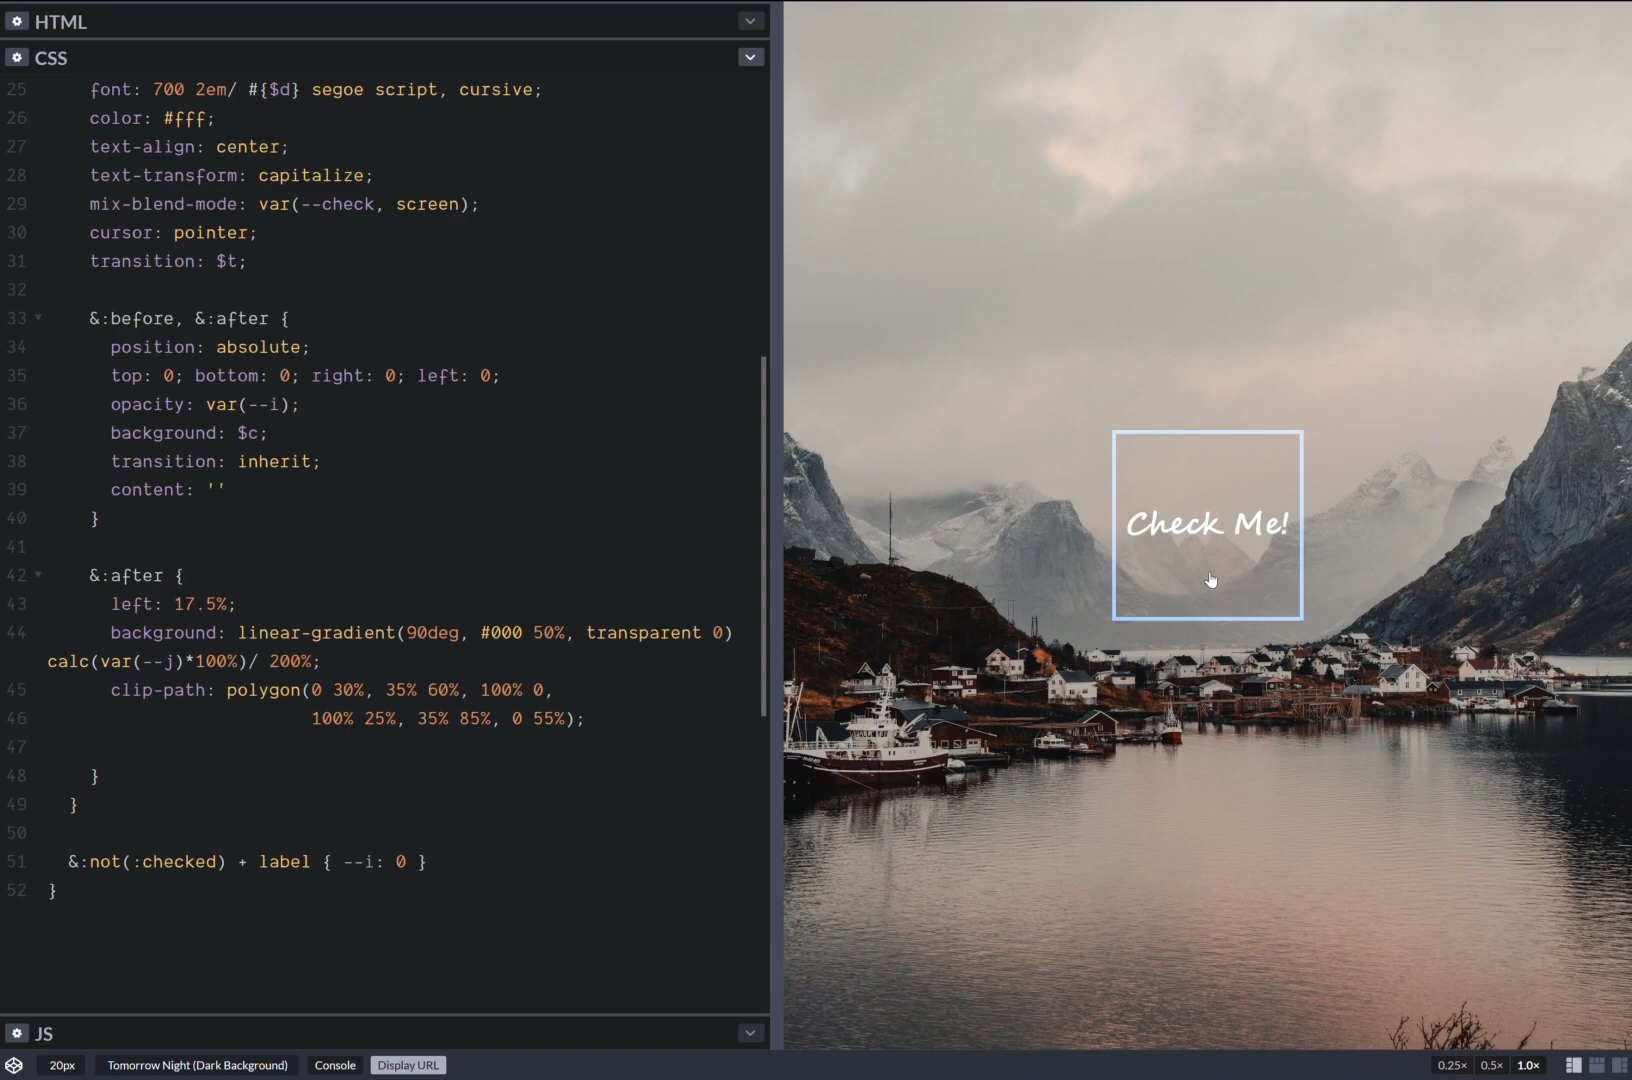 HTML
CSS
25 font: 700 2em/ #{$d} segoe script, cursive;
26 color: #fff;
27 text-align: center;
28 text-transform: capitalize;
29 mix-blend-mode: var(--check, screen);
30 cursor: pointer;
31 transition: $t;
32
33 &:before, &:after {
34 position: absolute;
35 top: 0; bottom: 0; right: 0; left: 0;
36 opacity: var(--i);
37 background: $c;
38 transition: inherit;
39 content: ''
40 }
41
42 &:after {
43 left: 17.5%;
44 background: linear-gradient(90deg, #000 50%, transparent 0)
calc(var(--j)*100%)/ 200%;
45 clip-path: polygon(0 30%, 35% 60%, 100% 0,
46 100% 25%, 35% 85%, 0 55%);
47
48 }
49 }
50
51 &:not(:checked) + label { --i: 0 }
52 }
Check Me!
JS
20px Tomorrow Night (Dark Background) Console Display URL 0.25× 0.5× 1.0×